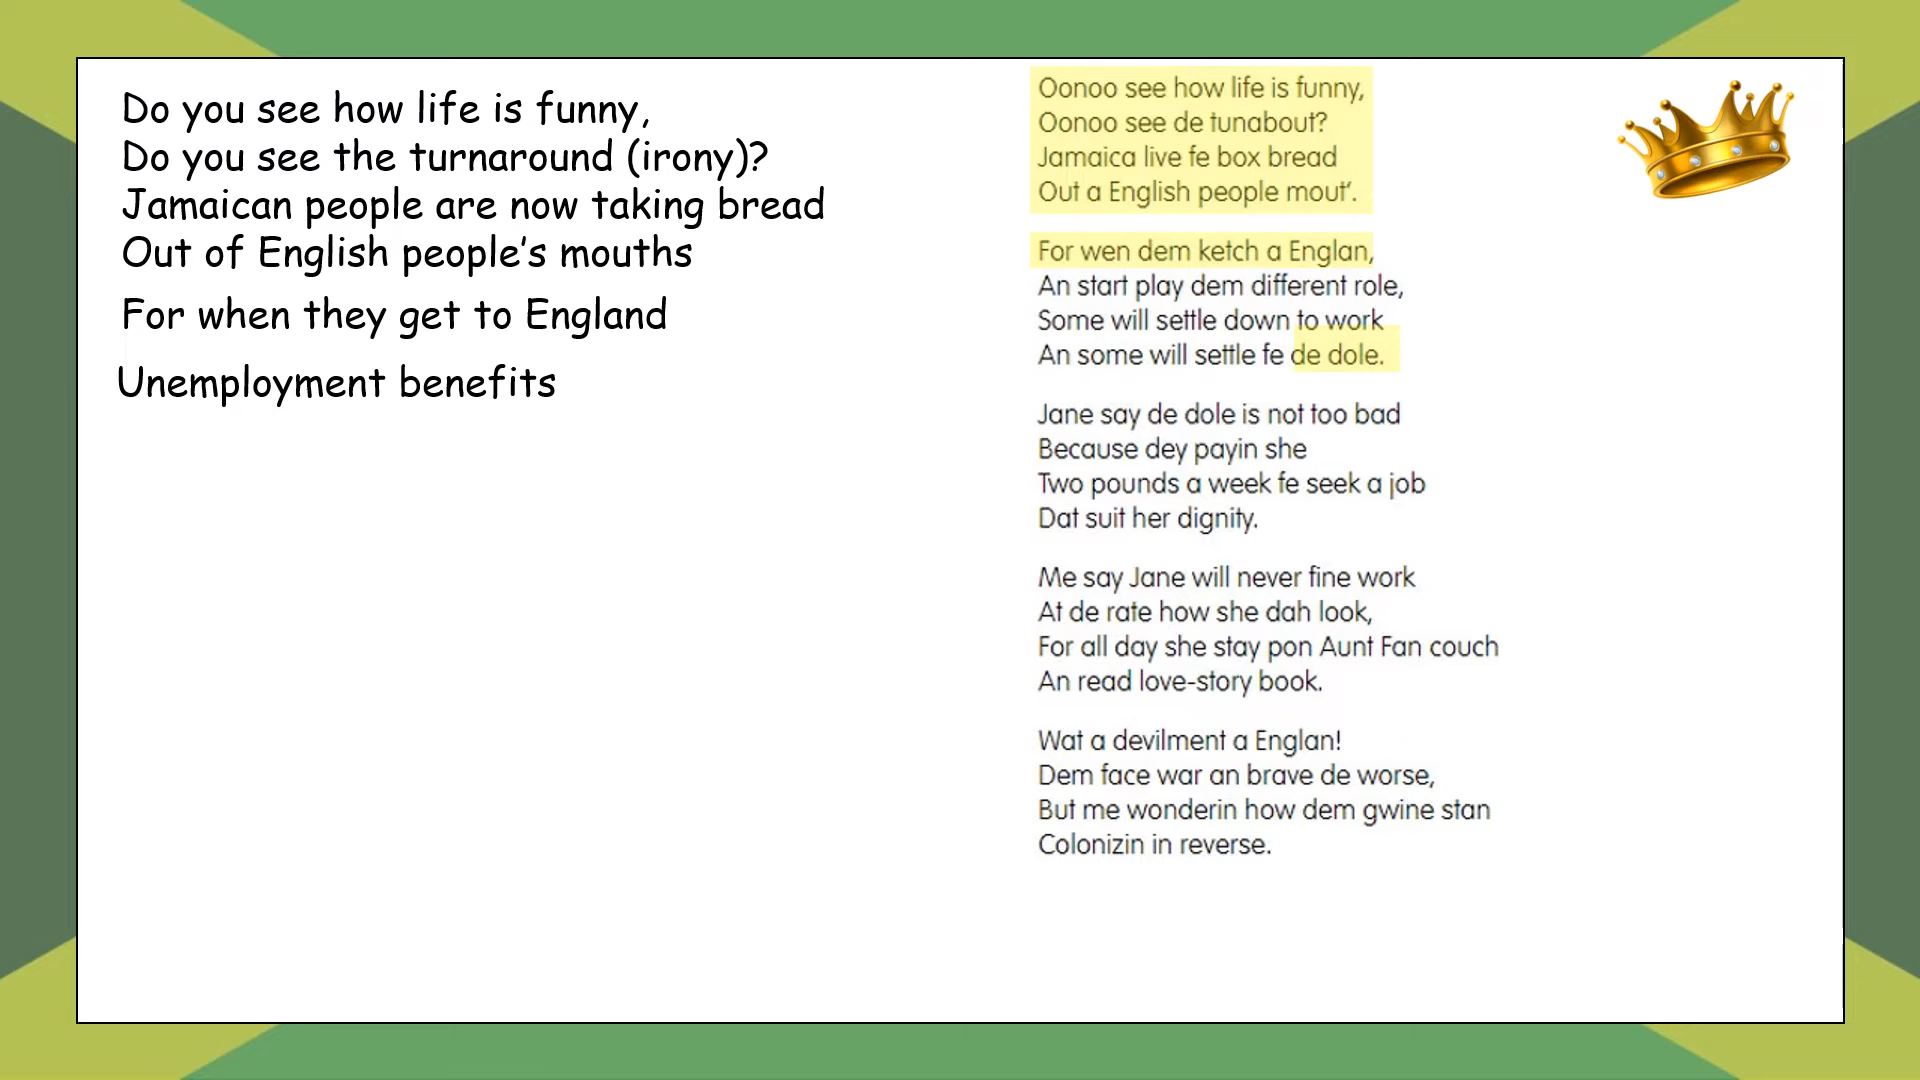 Do you see how life is funny,
Do you see the turnaround (irony)?
Jamaican people are now taking bread
Out of English people’s mouths
For when they get to England
Unemployment benefits
Oonoo see how life is funny,
Oonoo see de tunabout?
Jamaica live fe box bread
Out a English people mout’.
For wen dem ketch a Englan,
An start play dem different role,
Some will settle down to work
An some will settle fe de dole.
Jane say de dole is not too bad
Because dey payin she
Two pounds a week fe seek a job
Dat suit her dignity.
Me say Jane will never fine work
At de rate how she dah look,
For all day she stay pon Aunt Fan couch
An read love-story book.
Wat a devilment a Englan!
Dem face war an brave de worse,
But me wonderin how dem gwine stan
Colonizin in reverse.